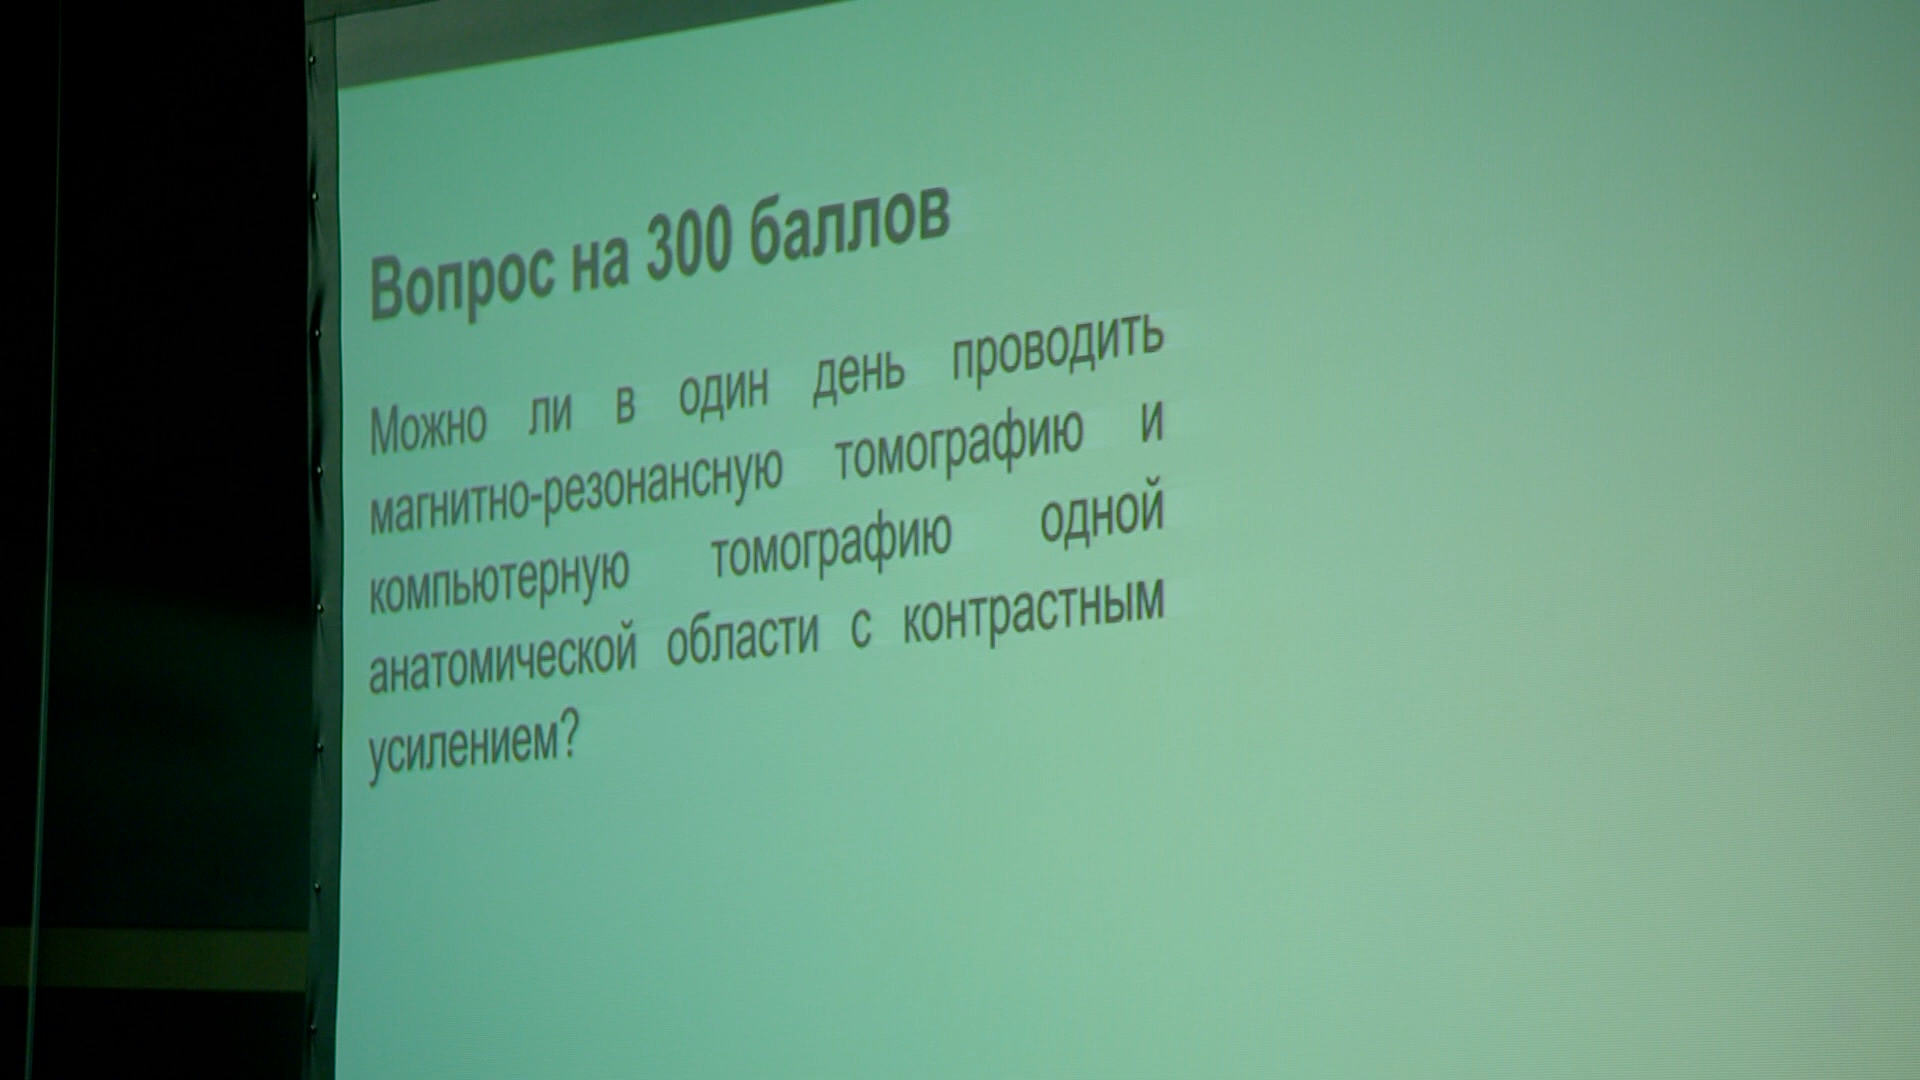 Вопрос на 300 баллов
Можно ли в один день проводить
магнитно-резонансную томографию и
компьютерную томографию одной
анатомической области с контрастным
усилением?